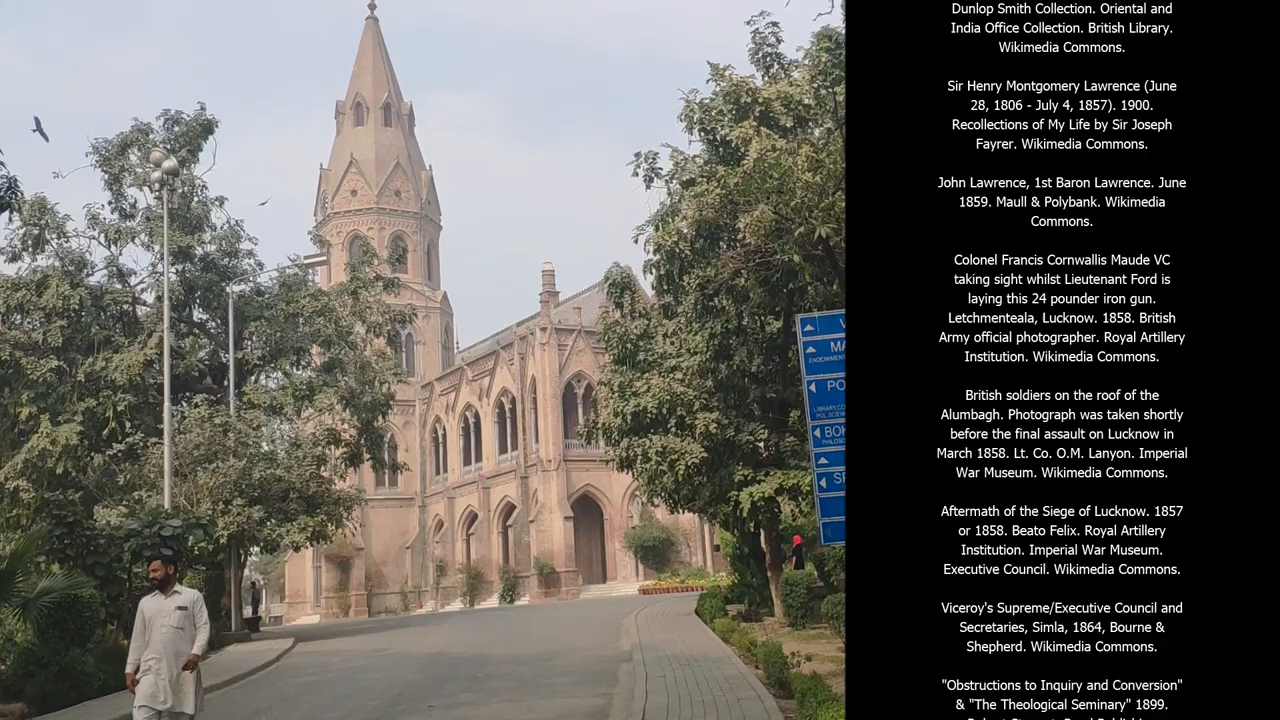 Dunlop Smith Collection. Oriental and
India Office Collection. British Library.
Wikimedia Commons.
Sir Henry Montgomery Lawrence (June
28, 1806 - July 4, 1857). 1900.
Recollections of My Life by Sir Joseph
Fayrer. Wikimedia Commons.
John Lawrence, 1st Baron Lawrence. June
1859. Maull & Polybank. Wikimedia
Commons.
Colonel Francis Cornwallis Maude VC
taking sight whilst Lieutenant Ford is
laying this 24 pounder iron gun.
Letchmenteala, Lucknow. 1858. British
Army official photographer. Royal Artillery
Institution. Wikimedia Commons.
British soldiers on the roof of the
Alumbagh. Photograph was taken shortly
before the final assault on Lucknow in
March 1858. Lt. Co. O.M. Lanyon. Imperial
War Museum. Wikimedia Commons.
Aftermath of the Siege of Lucknow. 1857
or 1858. Beato Felix. Royal Artillery
Institution. Imperial War Museum.
Executive Council. Wikimedia Commons.
Viceroy's Supreme/Executive Council and
Secretaries, Simla, 1864, Bourne &
Shepherd. Wikimedia Commons.
"Obstructions to Inquiry and Conversion"
& "The Theological Seminary" 1899.